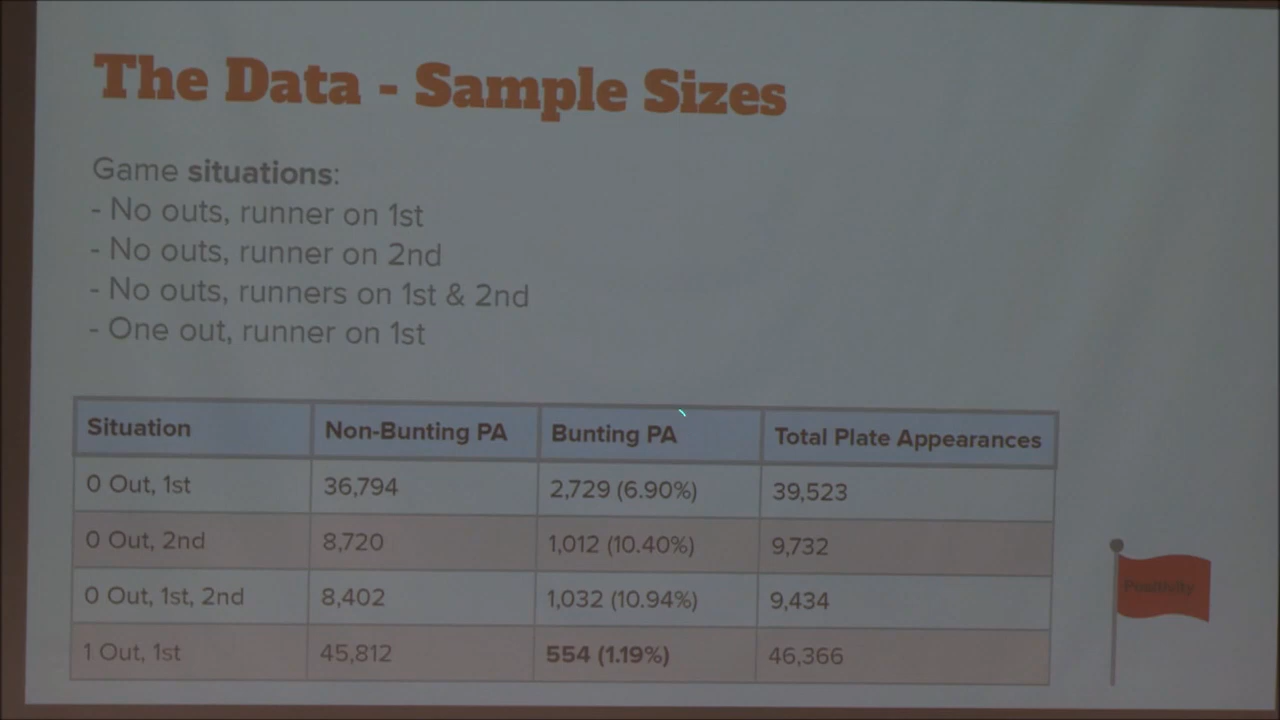 The Data - Sample Sizes
Game situations:
- No outs, runner on 1st
- No outs, runner on 2nd
- No outs, runners on 1st & 2nd
- One out, runner on 1st
Situation Non-Bunting PA Bunting PA Total Plate Appearances
0 Out, 1st 36,794 2,729 (6.90%) 39,523
0 Out, 2nd 8,720 1,012 (10.40%) 9,732
0 Out, 1st, 2nd 8,402 1,032 (10.94%) 9,434
1 Out, 1st 45,812 554 (1.19%) 46,366
Positivity